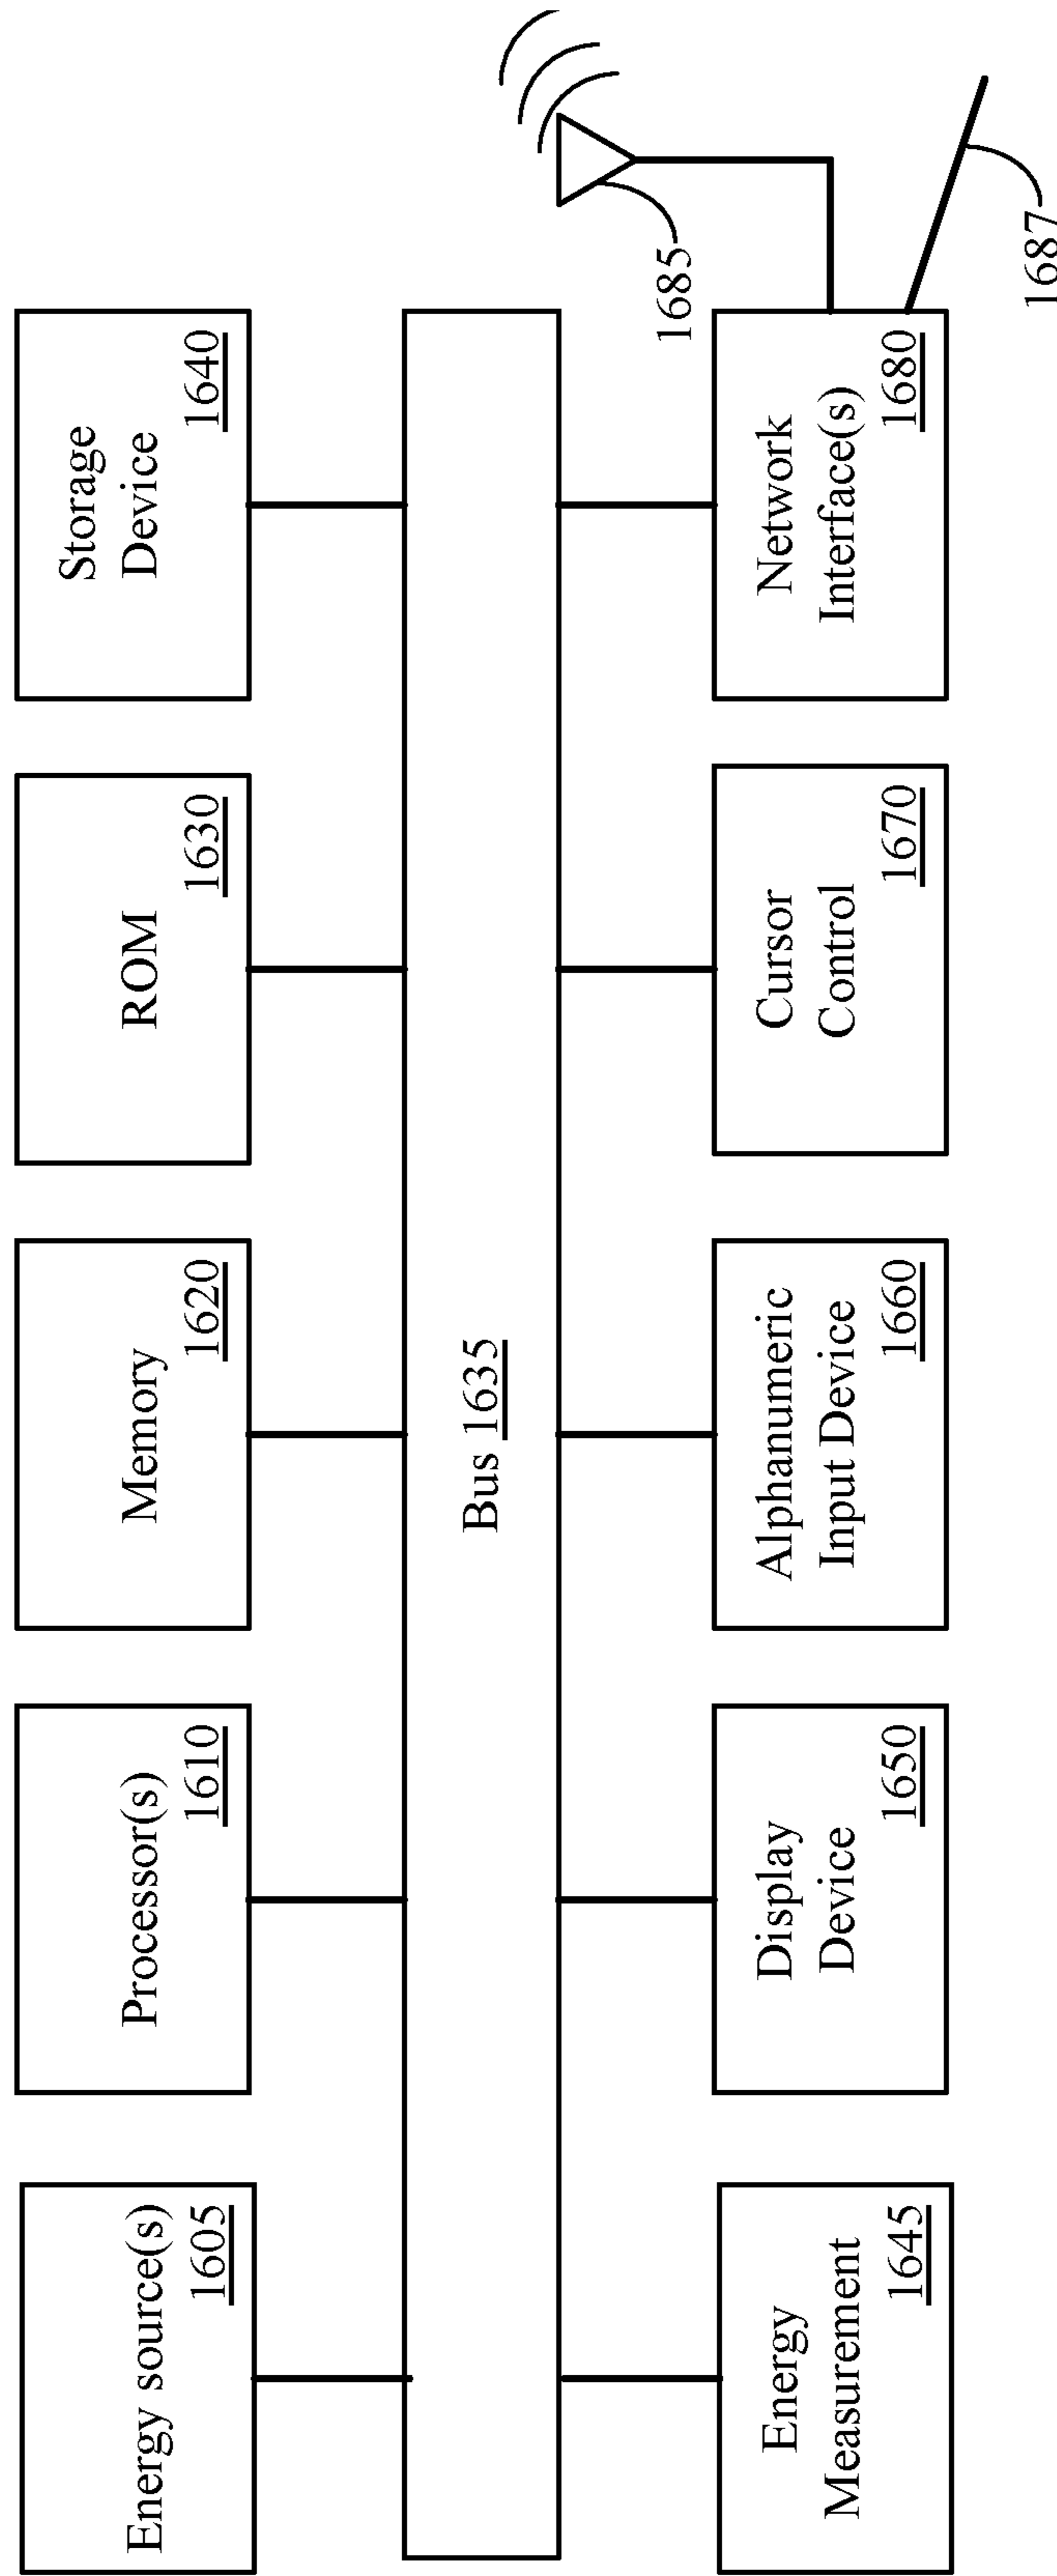 Energy source(s)
1605
Processor(s)
1610
Memory
1620
ROM
1630
Storage
Device
1640
Bus 1635
1685
Energy
Measurement
1645
Display
Device
1650
Alphanumeric
Input Device
1660
Cursor
Control
1670
Network
Interface(s)
1680
1687